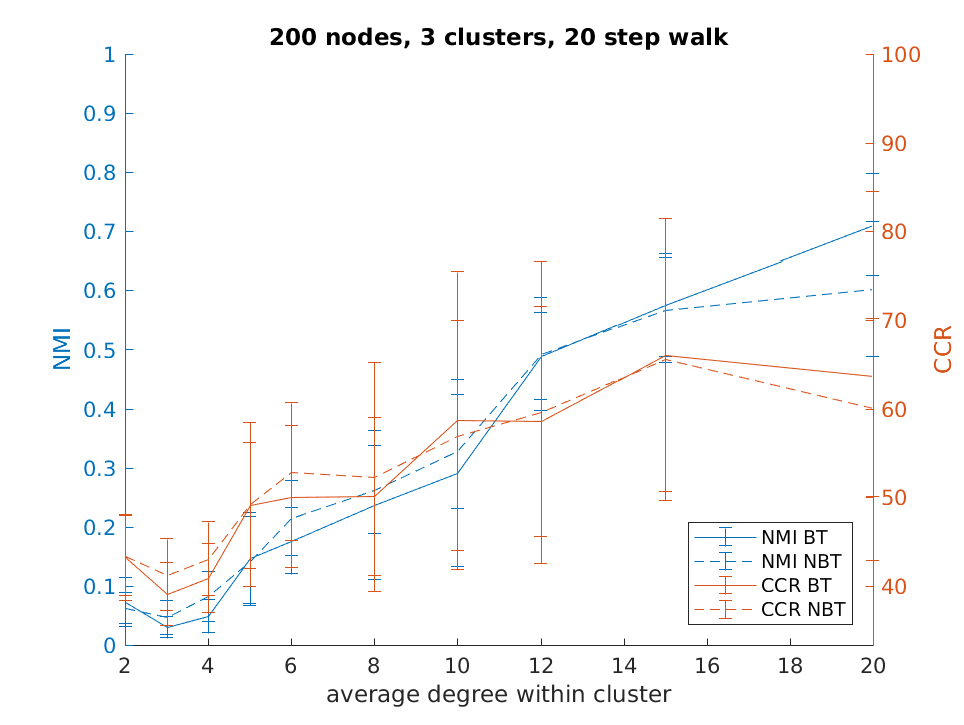 200 nodes, 3 clusters, 20 step walk
1
0.9
0.8
0.7
0.6
0.5
0.4
0.3
0.2
0.1
0
NMI
100
90
80
70
60
50
40
CCR
NMI BT
NMI NBT
CCR BT
CCR NBT
2 4 6 8 10 12 14 16 18 20
average degree within cluster